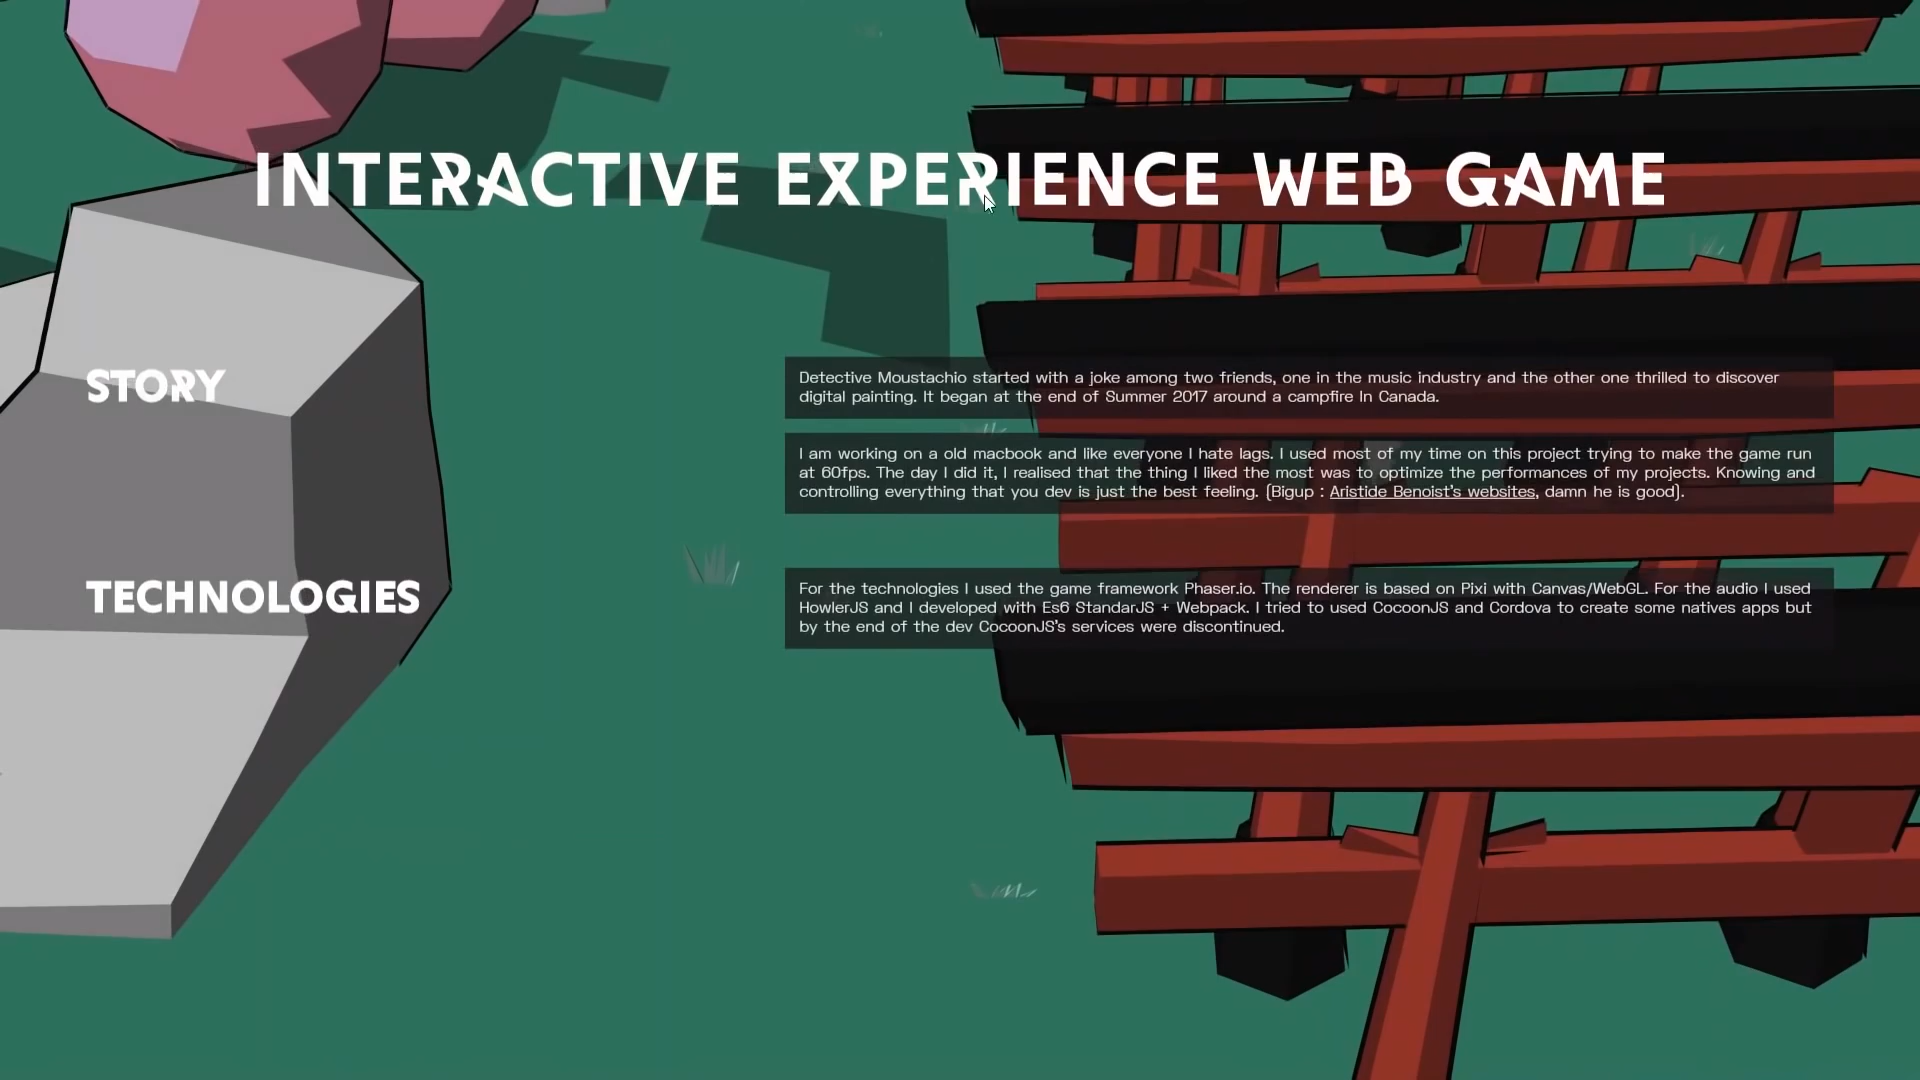 INTERACTIVE EXPERIENCE WEB GAME
STORY
Detective Moustachio started with a joke among two friends, one in the music industry and the other one thrilled to discover
digital painting. It began at the end of Summer 2017 around a campfire In Canada.
I am working on a old macbook and like everyone I hate lags. I used most of my time on this project trying to make the game run
at 60fps. The day I did it, I realised that the thing I liked the most was to optimize the performances of my projects. Knowing and
controlling everything that you dev is just the best feeling. (Bigup : Aristide Benoist's websites, damn he is good).
TECHNOLOGIES
For the technologies I used the game framework Phaser.io. The renderer is based on Pixi with Canvas/WebGL. For the audio I used
HowlerJS and I developed with Es6 StandarJS + Webpack. I tried to used CocoonJS and Cordova to create some natives apps but
by the end of the dev CocoonJS's services were discontinued.